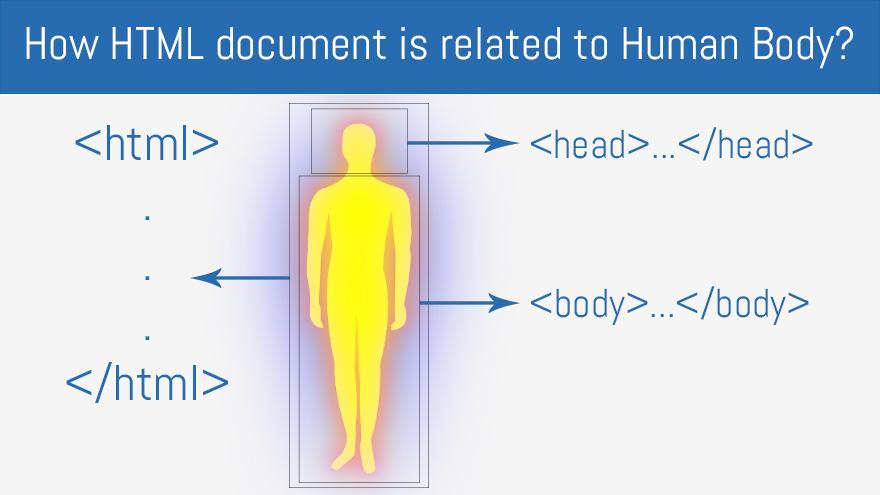 How HTML document is related to Human Body?
<html>
.
.
.
</html>
<head>...</head>
<body>...</body>